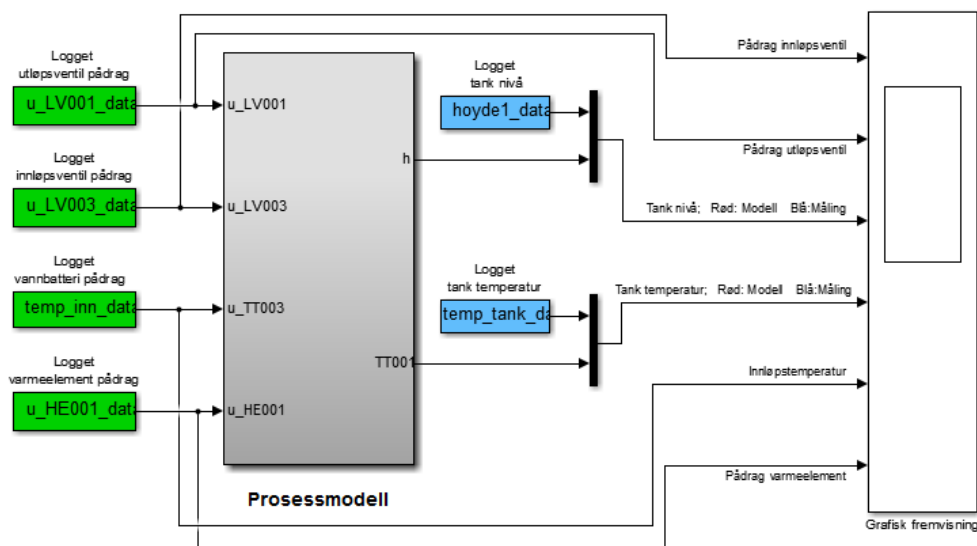 Logget
utløpsventil pådrag
u_LV001_data
Logget
innløpsventil pådrag
u_LV003_data
Logget
vannbatteri pådrag
temp_inn_data
Logget
varmeelement pådrag
u_HE001_data
u_LV001
u_LV003
u_TT003
u_HE001
h
TT001
Prosessmodell
Logget
tank nivå
hoyde1_data
Logget
tank temperatur
temp_tank_da
Pådrag innløpsventil
Pådrag utløpsventil
Tank nivå; Rød: Modell Blå:Måling
Tank temperatur; Rød: Modell Blå:Måling
Innløpstemperatur
Pådrag varmeelement
Grafisk fremvisning